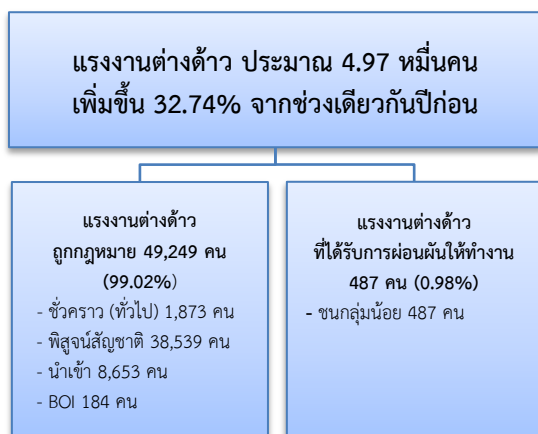 แรงงานต่างด้าว ประมาณ 4.97 หมื่นคน
เพิ่มขึ้น 32.74% จากช่วงเดียวกันปีก่อน
แรงงานต่างด้าว
ถูกกฎหมาย 49,249 คน
(99.02%)
- ชั่วคราว (ทั่วไป) 1,873 คน
- พิสูจน์สัญชาติ 38,539 คน
- นำเข้า 8,653 คน
- BOI 184 คน
แรงงานต่างด้าว
ที่ได้รับการผ่อนผันให้ทำงาน
487 คน (0.98%)
- ชนกลุ่มน้อย 487 คน